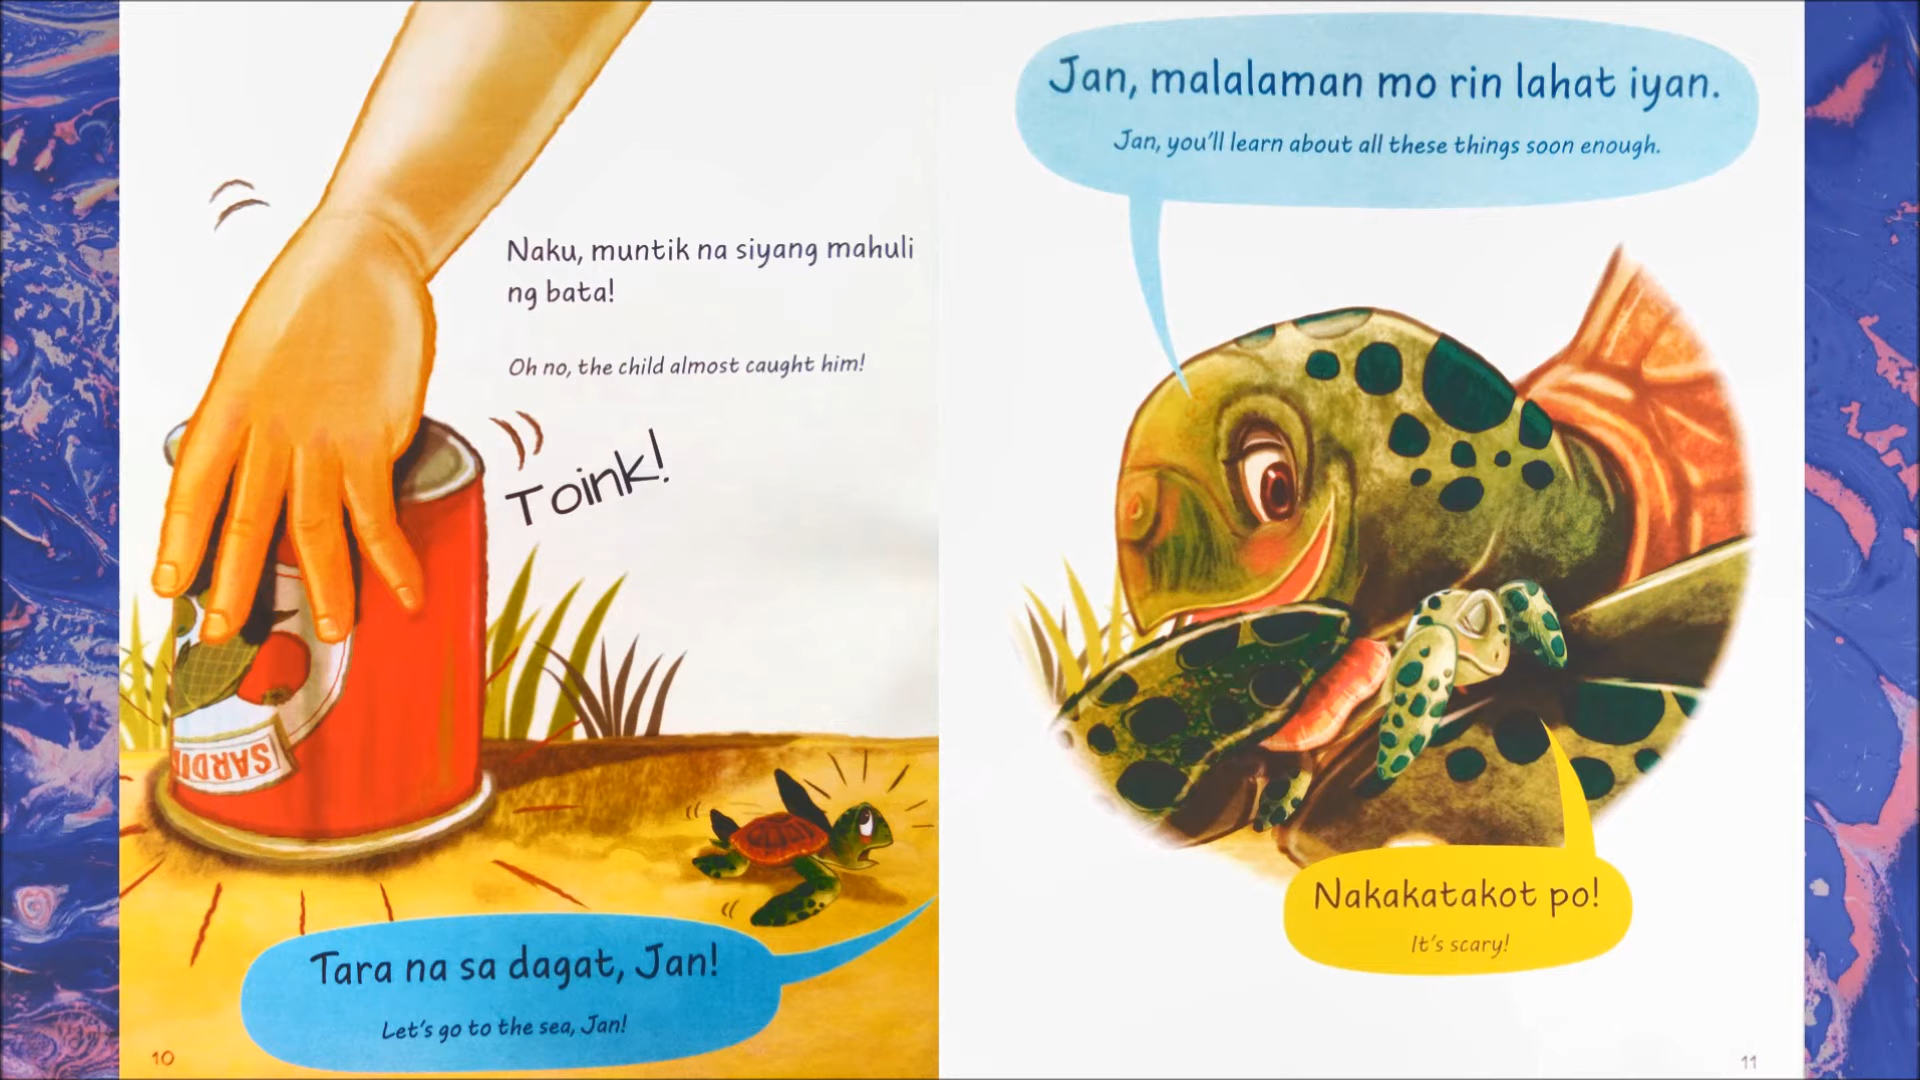 Naku, muntik na siyang mahuli
ng bata!
Oh no, the child almost caught him!
Toink!
SARDI
Tara na sa dagat, Jan!
Let's go to the sea, Jan!
10
Jan, malalaman mo rin lahat iyan.
Jan, you'll learn about all these things soon enough.
Nakakatakot po!
It's scary!
11